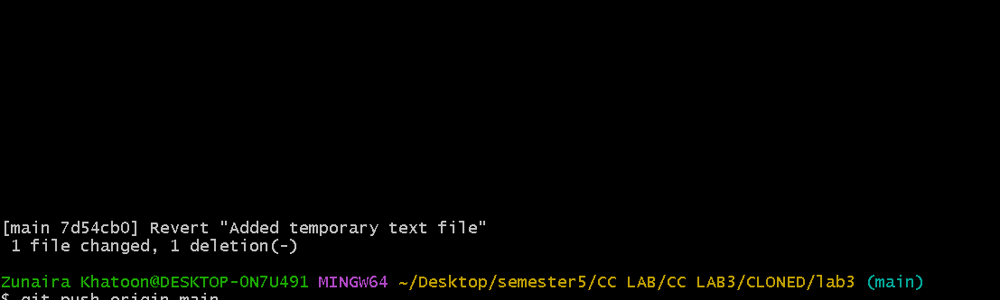 [main 7d54cb0] Revert "Added temporary text file"
 1 file changed, 1 deletion(-)
Zunaira Khatoon@DESKTOP-0N7U491 MINGW64 ~/Desktop/semester5/CC LAB/CC LAB3/CLONED/lab3 (main)
$ git push origin main